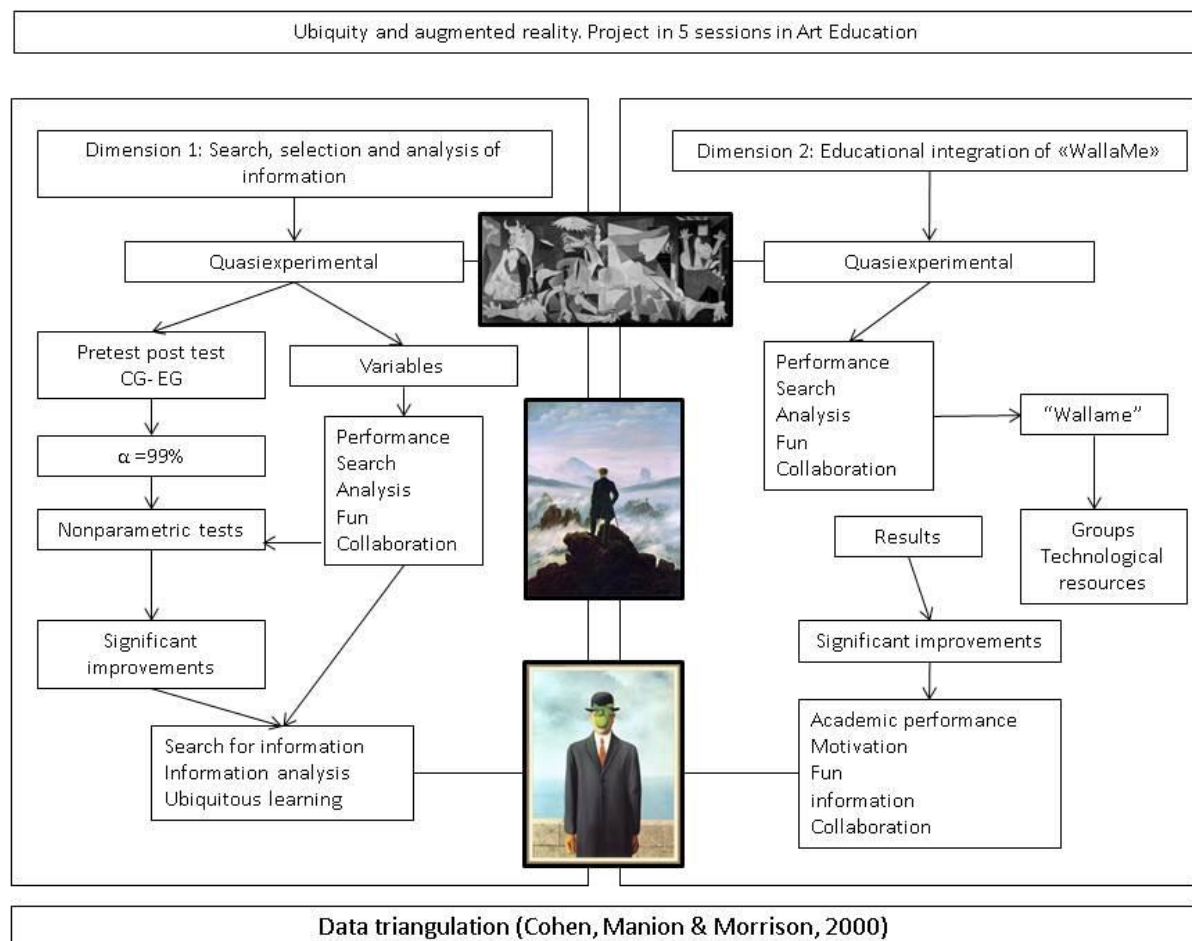 Ubiquity and augmented reality. Project in 5 sessions in Art Education
Dimension 1: Search, selection and analysis of
information
Quasiexperimental
Pretest post test
CG- EG
α =99%
Nonparametric tests
Significant
improvements
Variables
Performance
Search
Analysis
Fun
Collaboration
Search for information
Information analysis
Ubiquitous learning
Dimension 2: Educational integration of «WallaMe»
Quasiexperimental
Performance
Search
Analysis
Fun
Collaboration
“Wallame”
Groups
Technological
resources
Results
Significant improvements
Academic performance
Motivation
Fun
information
Collaboration
Data triangulation (Cohen, Manion & Morrison, 2000)